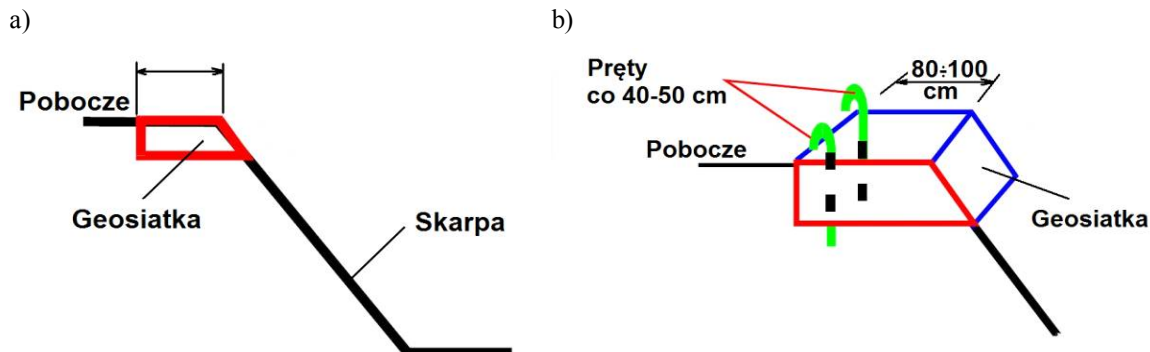 a)
Pobocze
Geosiatka
Skarpa
b)
Pręty
co 40-50 cm
80÷100
cm
Pobocze
Geosiatka